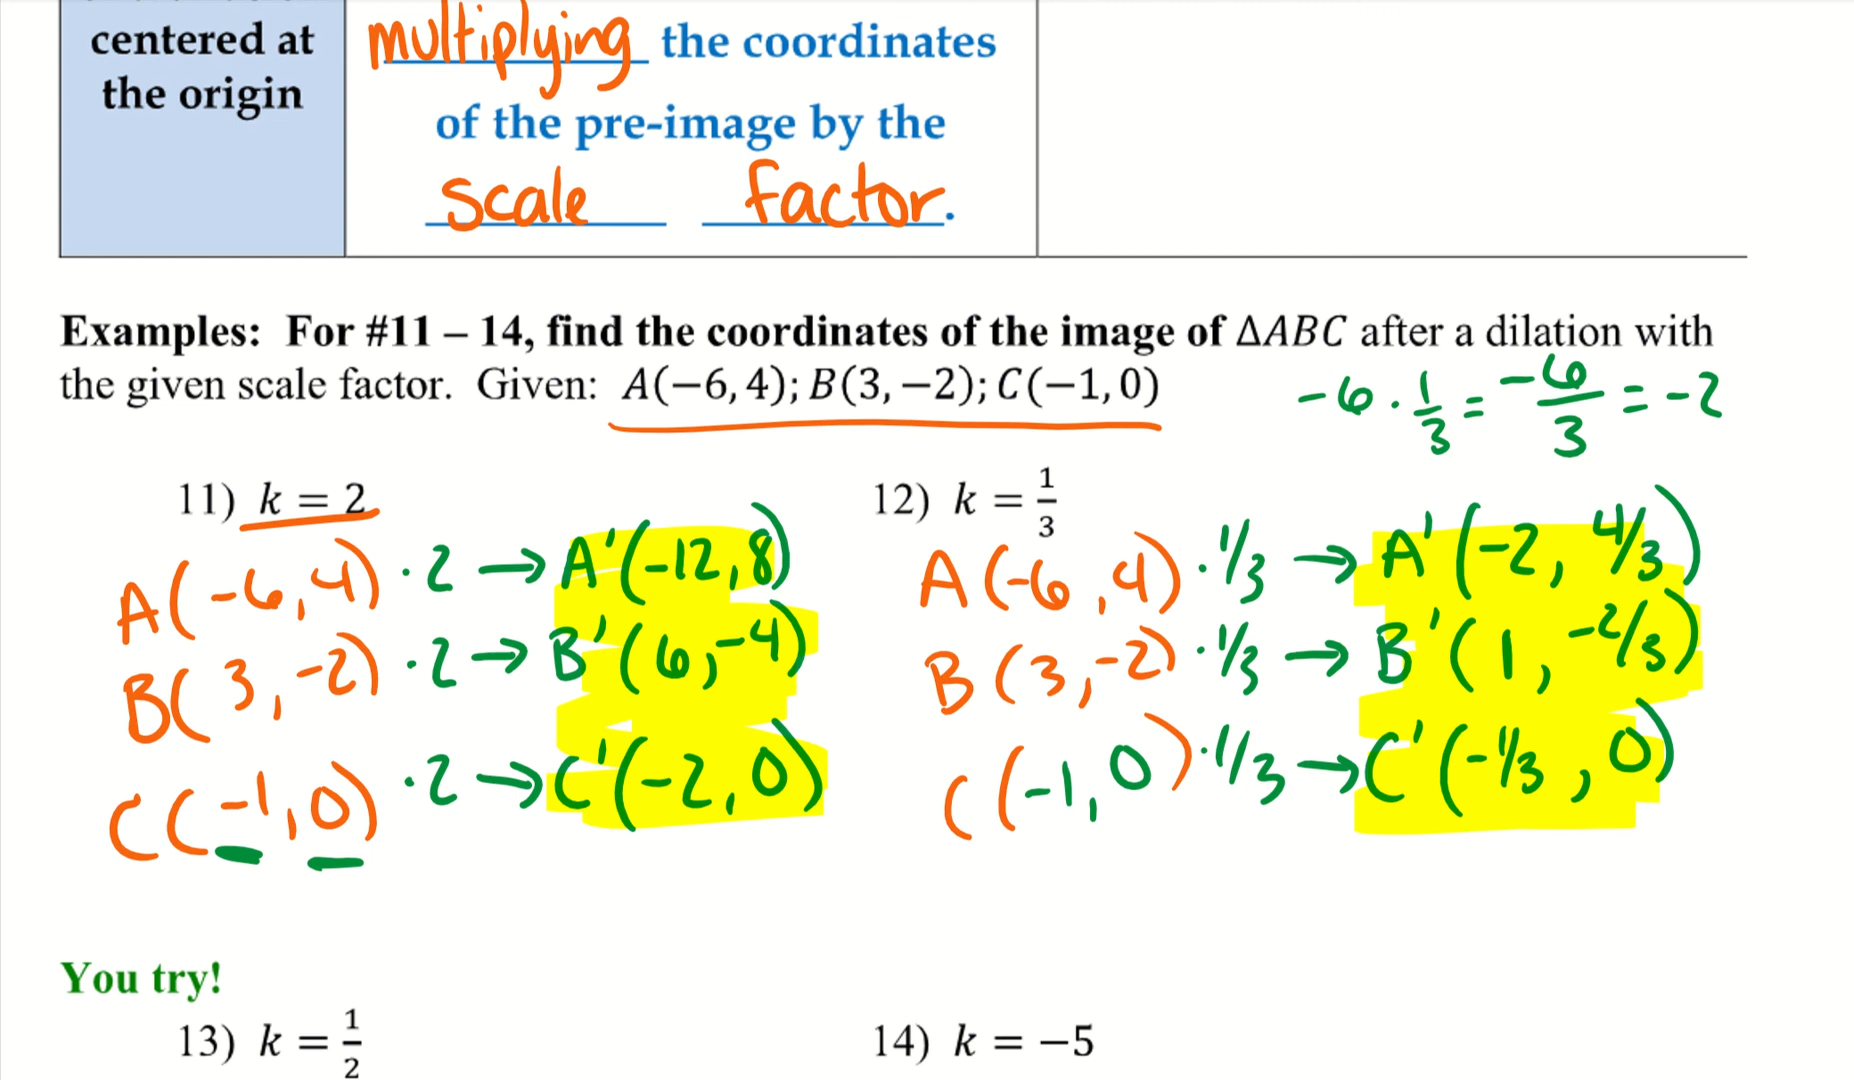 centered at
the origin
multiplying the coordinates
of the pre-image by the
scale factor.
Examples: For #11 – 14, find the coordinates of the image of ΔABC after a dilation with
the given scale factor. Given: A(−6, 4); B(3, −2); C(−1, 0)
-6 · 1/3 = -6/3 = -2
11) k = 2
A(-6,4) · 2 → A'(-12,8)
B(3,-2) · 2 → B'(6,-4)
C(-1,0) · 2 → C'(-2,0)
12) k = 1/3
A(-6,4) · 1/3 → A'(-2, 4/3)
B(3,-2) · 1/3 → B'(1, -2/3)
C(-1,0) · 1/3 → C'(-1/3, 0)
You try!
13) k = 1/2
14) k = −5